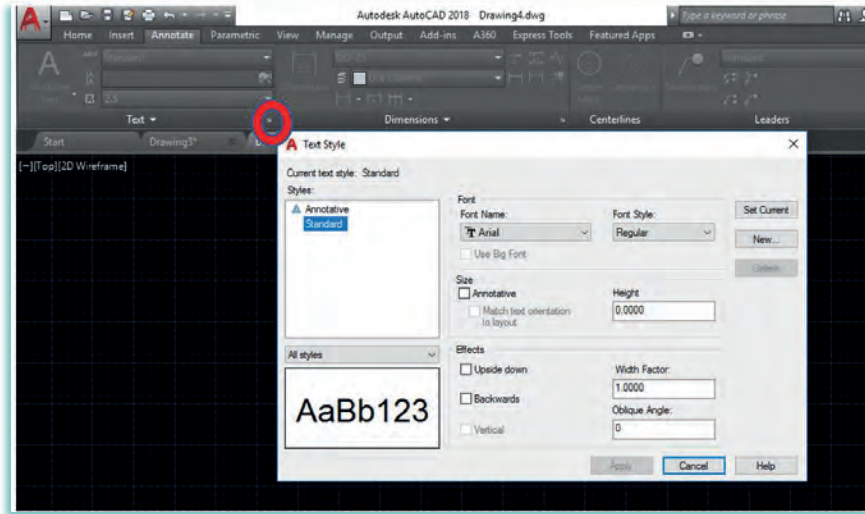 Autodesk AutoCAD 2018 Drawing4.dwg
Type a keyword or phrase
Home Insert Annotate Parametric View Manage Output Add-ins A360 Express Tools Featured Apps
A
Standard
2.5
Text
Dimensions
Centerlines
Leaders
Start
Drawing3*
[−][Top][2D Wireframe]
A Text Style
Current text style: Standard
Styles:
Annotative
Standard
All styles
AaBb123
Font
Font Name:
Arial
Font Style:
Regular
Use Big Font
Size
Annotative
Match text orientation
to layout
Height
0.0000
Effects
Upside down
Backwards
Vertical
Width Factor:
1.0000
Oblique Angle:
0
Set Current
New...
Delete
Apply
Cancel
Help